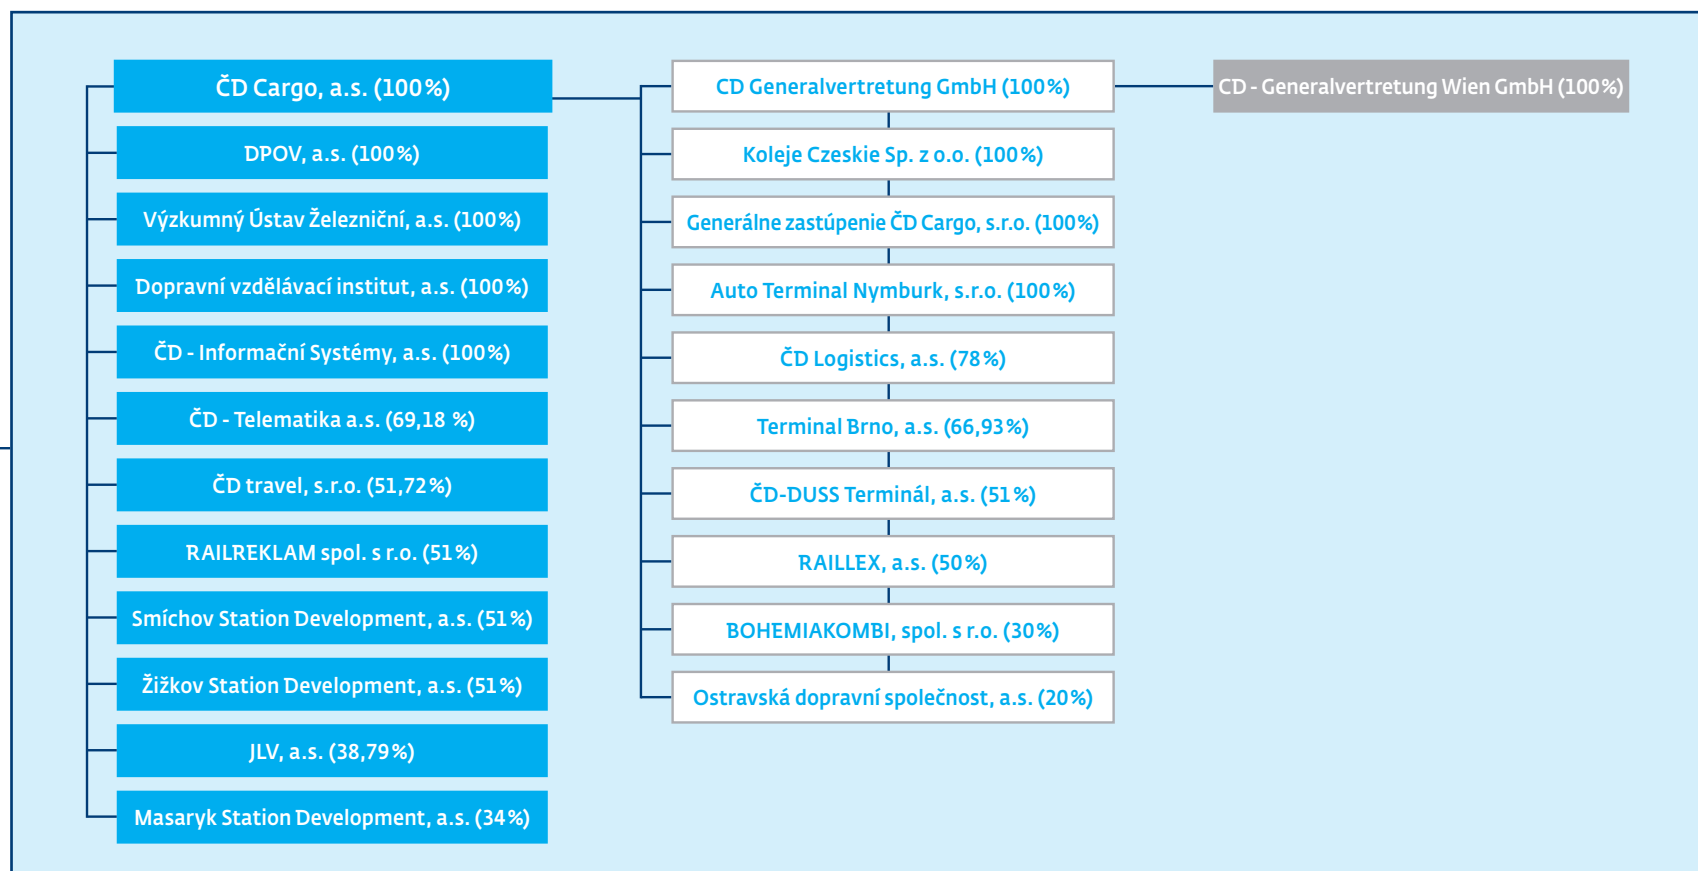 ČD Cargo, a.s. (100%)
DPOV, a.s. (100%)
Výzkumný Ústav Železniční, a.s. (100%)
Dopravní vzdělávací institut, a.s. (100%)
ČD - Informační Systémy, a.s. (100%)
ČD - Telematika a.s. (69,18 %)
ČD travel, s.r.o. (51,72%)
RAILREKLAM spol. s r.o. (51%)
Smíchov Station Development, a.s. (51%)
Žižkov Station Development, a.s. (51%)
JLV, a.s. (38,79%)
Masaryk Station Development, a.s. (34%)
CD Generalvertretung GmbH (100%)
Koleje Czeskie Sp. z o.o. (100%)
Generálne zastúpenie ČD Cargo, s.r.o. (100%)
Auto Terminal Nymburk, s.r.o. (100%)
ČD Logistics, a.s. (78%)
Terminal Brno, a.s. (66,93%)
ČD-DUSS Terminál, a.s. (51%)
RAILLEX, a.s. (50%)
BOHEMIAKOMBI, spol. s r.o. (30%)
Ostravská dopravní společnost, a.s. (20%)
CD - Generalvertretung Wien GmbH (100%)